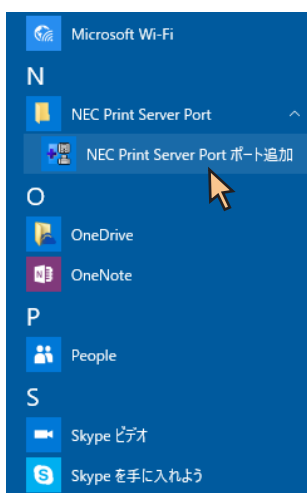 Microsoft Wi-Fi
N
NEC Print Server Port
NEC Print Server Port ポート追加
O
OneDrive
OneNote
P
People
S
Skype ビデオ
Skype を手に入れよう